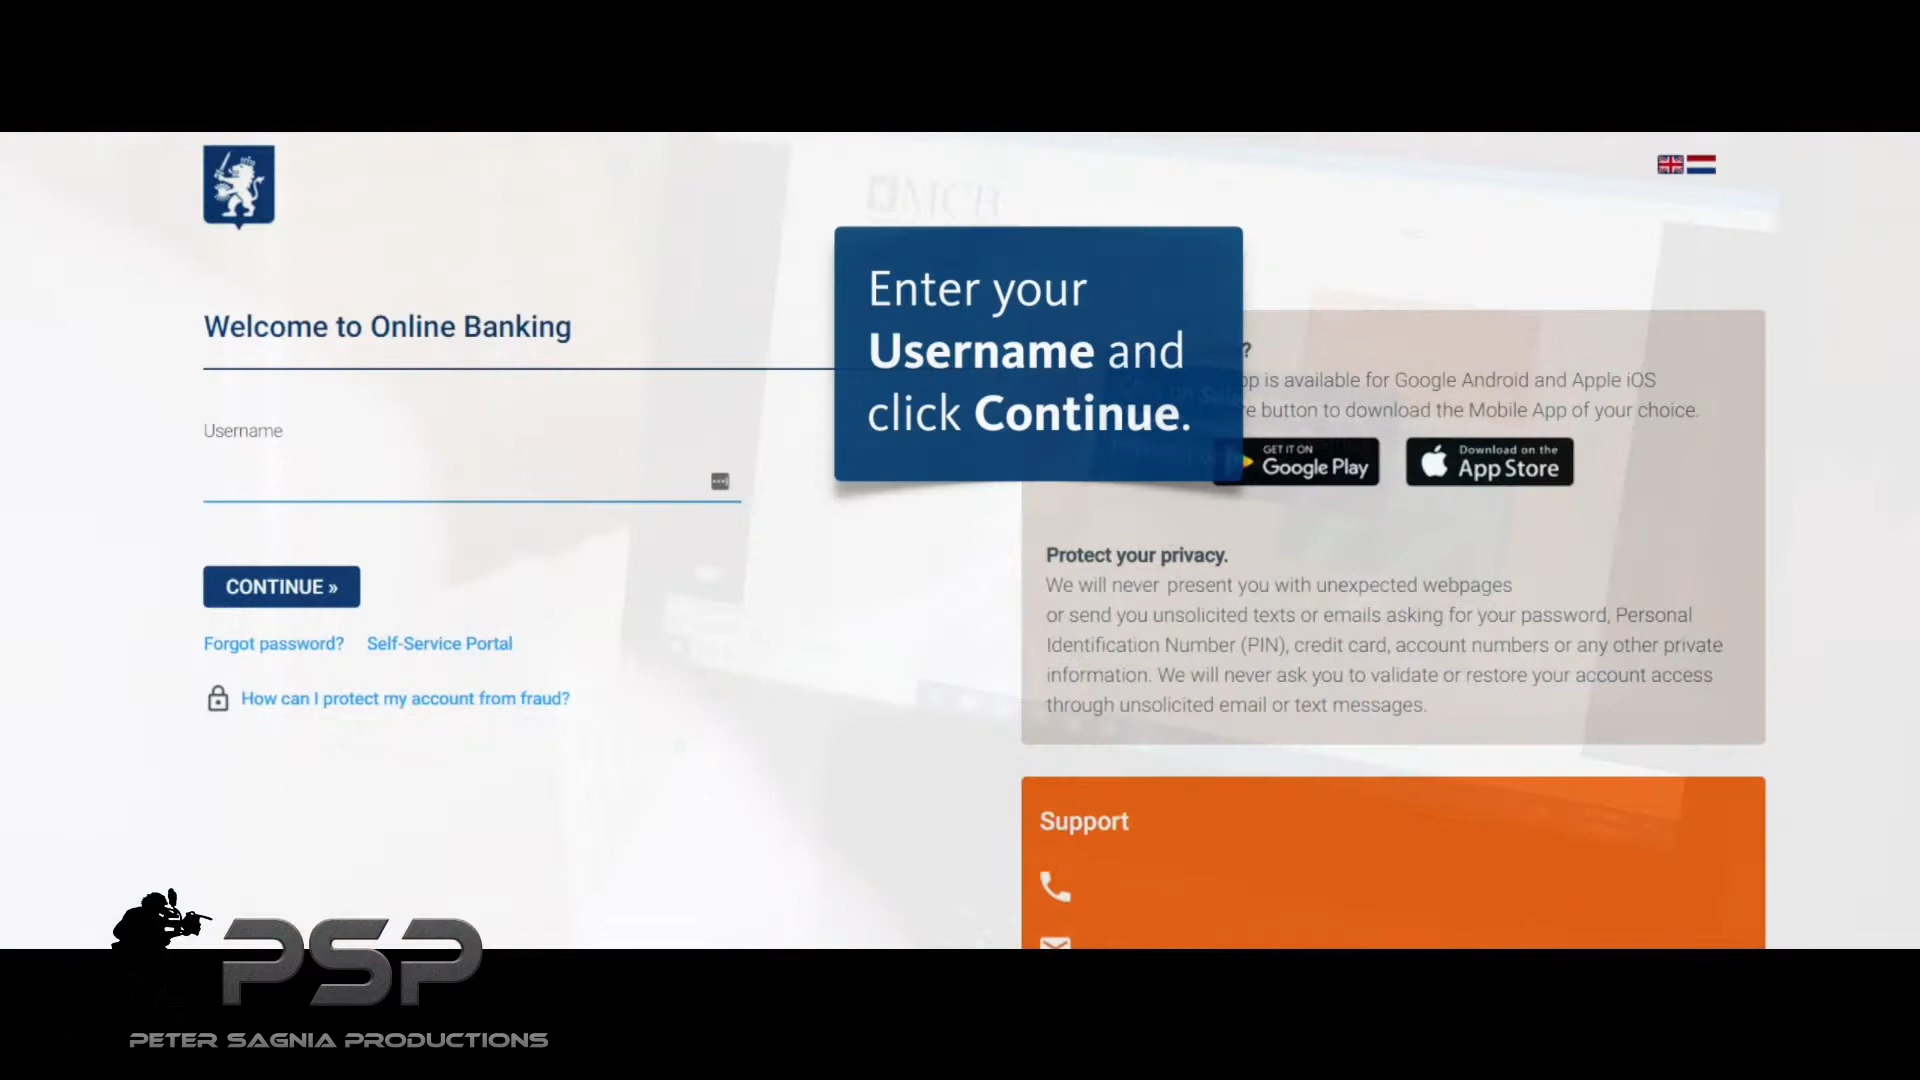 MCB
Welcome to Online Banking
Username
CONTINUE »
Forgot password? Self-Service Portal
How can I protect my account from fraud?
Enter your
Username and
click Continue.
?
is available for Google Android and Apple iOS
button to download the Mobile App of your choice.
GET IT ON
Google Play
Download on the
App Store
Protect your privacy.
We will never present you with unexpected webpages
or send you unsolicited texts or emails asking for your password, Personal
Identification Number (PIN), credit card, account numbers or any other private
information. We will never ask you to validate or restore your account access
through unsolicited email or text messages.
Support
PSP
PETER SAGNIA PRODUCTIONS